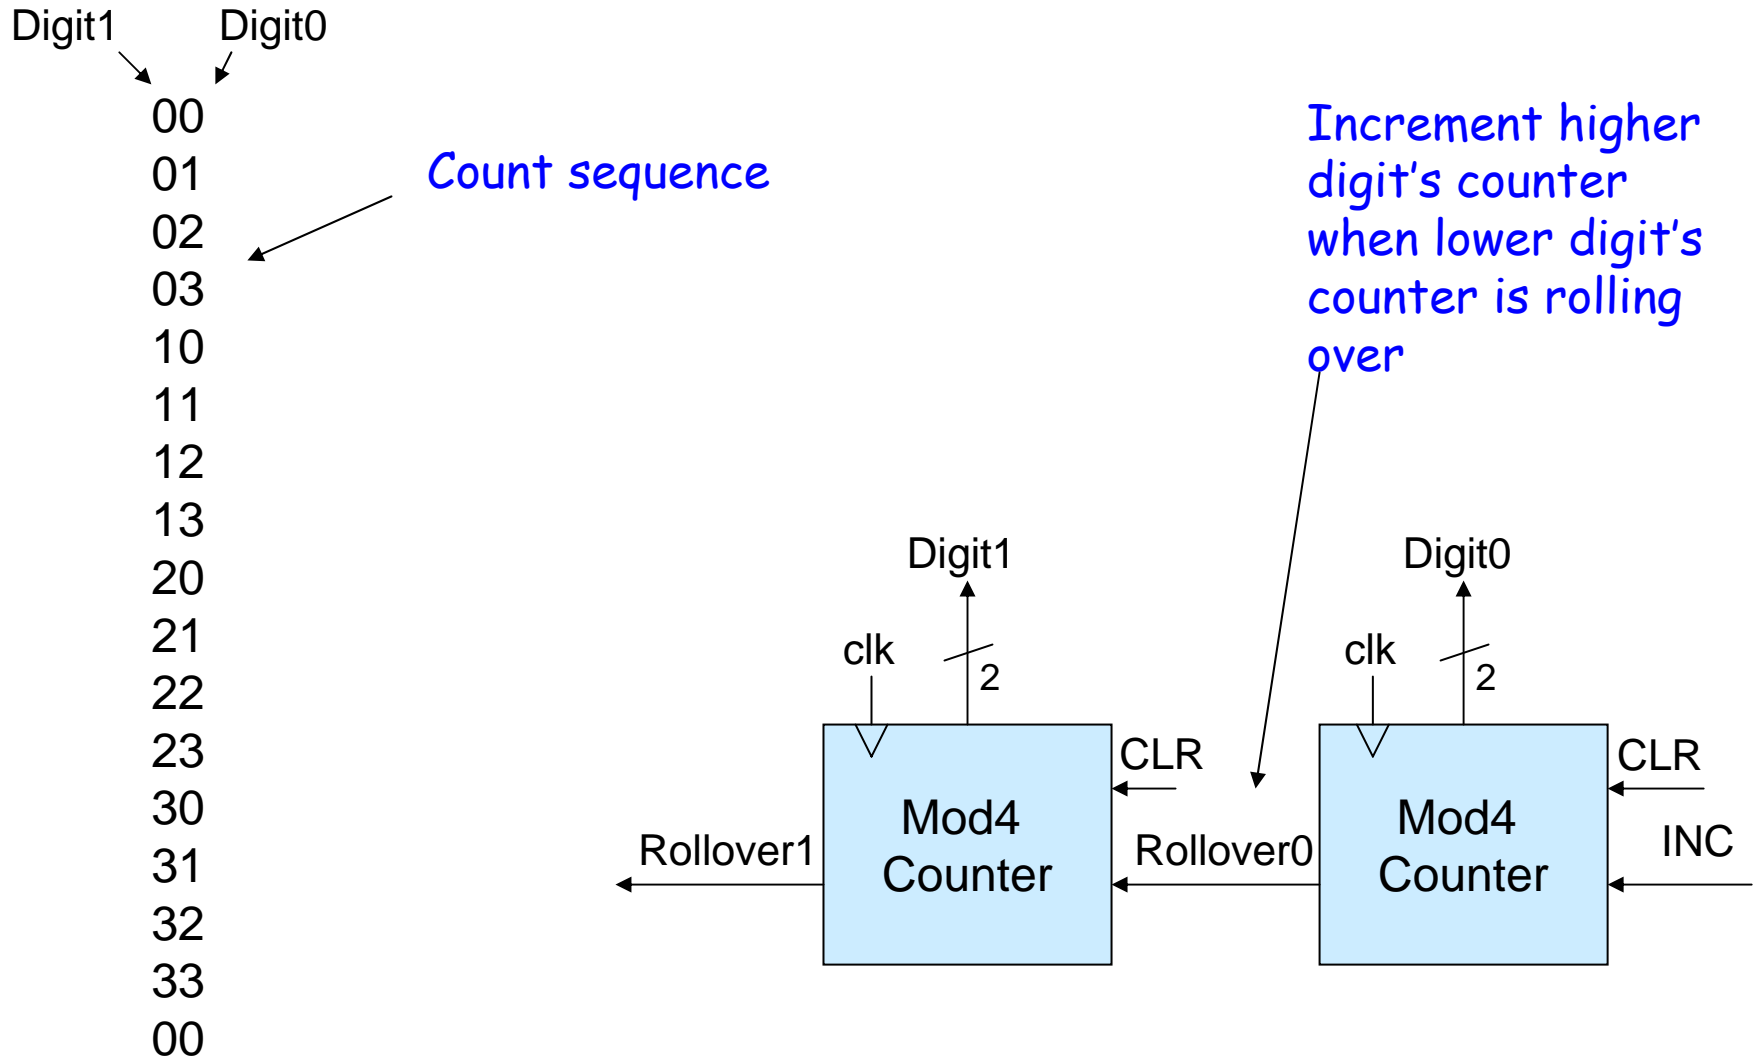 Digit1 Digit0
00
01
02
03
10
11
12
13
20
21
22
23
30
31
32
33
00
Count sequence
Increment higher
digit's counter
when lower digit's
counter is rolling
over
Digit1
Digit0
clk
2
clk
2
CLR
CLR
Mod4
Counter
Mod4
Counter
Rollover1
Rollover0
INC